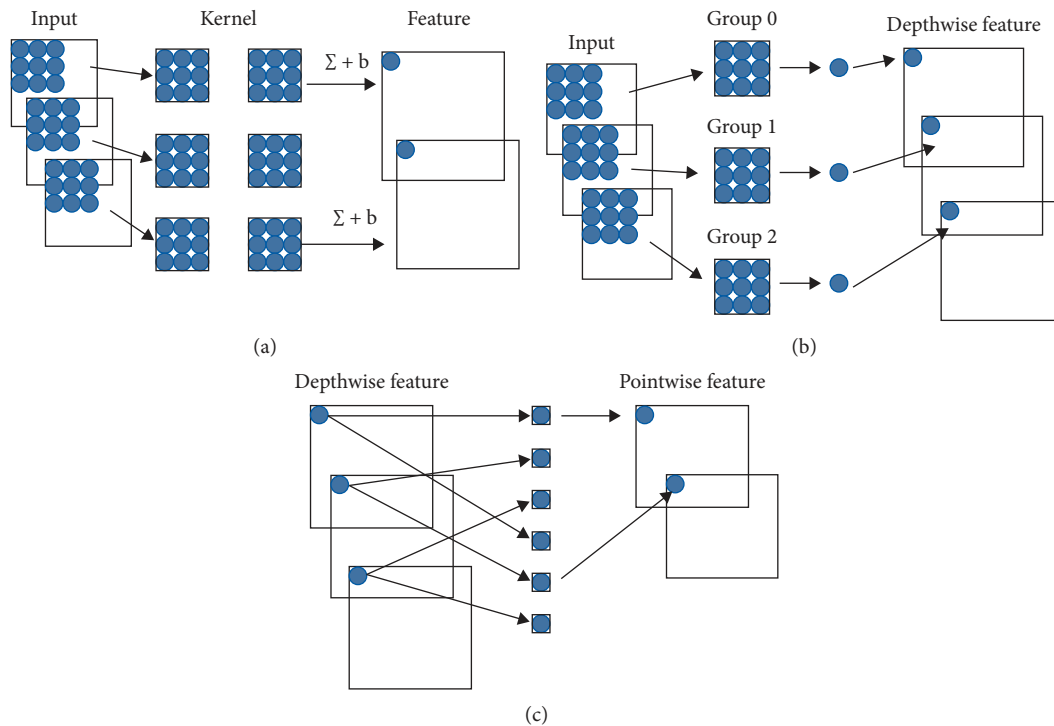 Input
Kernel
Feature
Σ + b
Σ + b
(a)
Input
Group 0
Depthwise feature
Group 1
Group 2
(b)
Depthwise feature
Pointwise feature
(c)